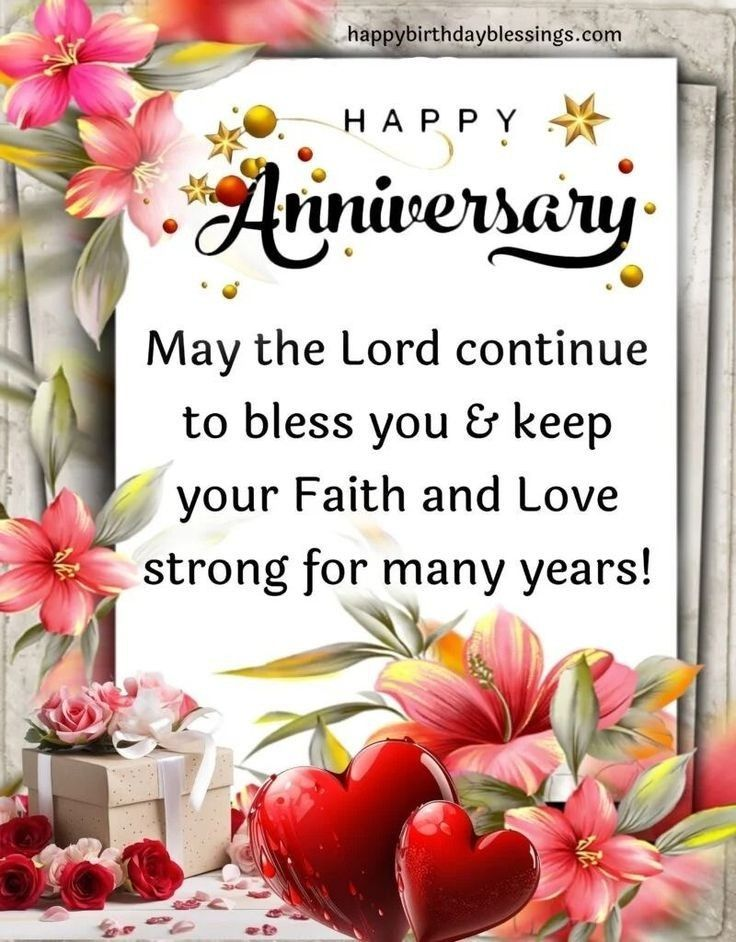 happybirthdayblessings.com
HAPPY
Anniversary
May the Lord continue
to bless you & keep
your Faith and Love
strong for many years!